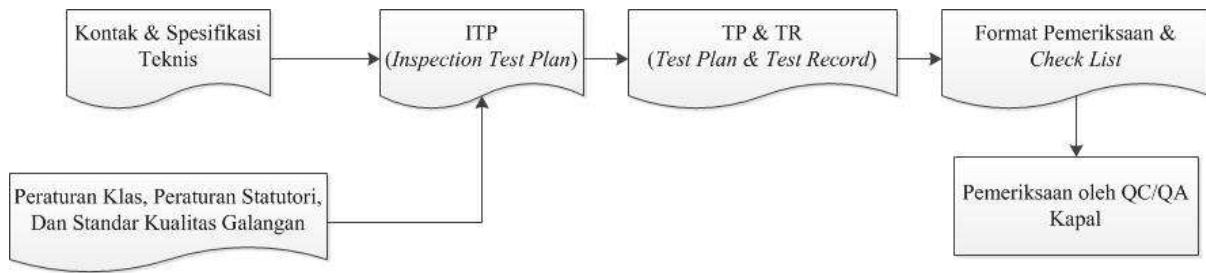 Kontak & Spesifikasi
Teknis
ITP
(Inspection Test Plan)
TP & TR
(Test Plan & Test Record)
Format Pemeriksaan &
Check List
Peraturan Klas, Peraturan Statutori,
Dan Standar Kualitas Galangan
Pemeriksaan oleh QC/QA
Kapal